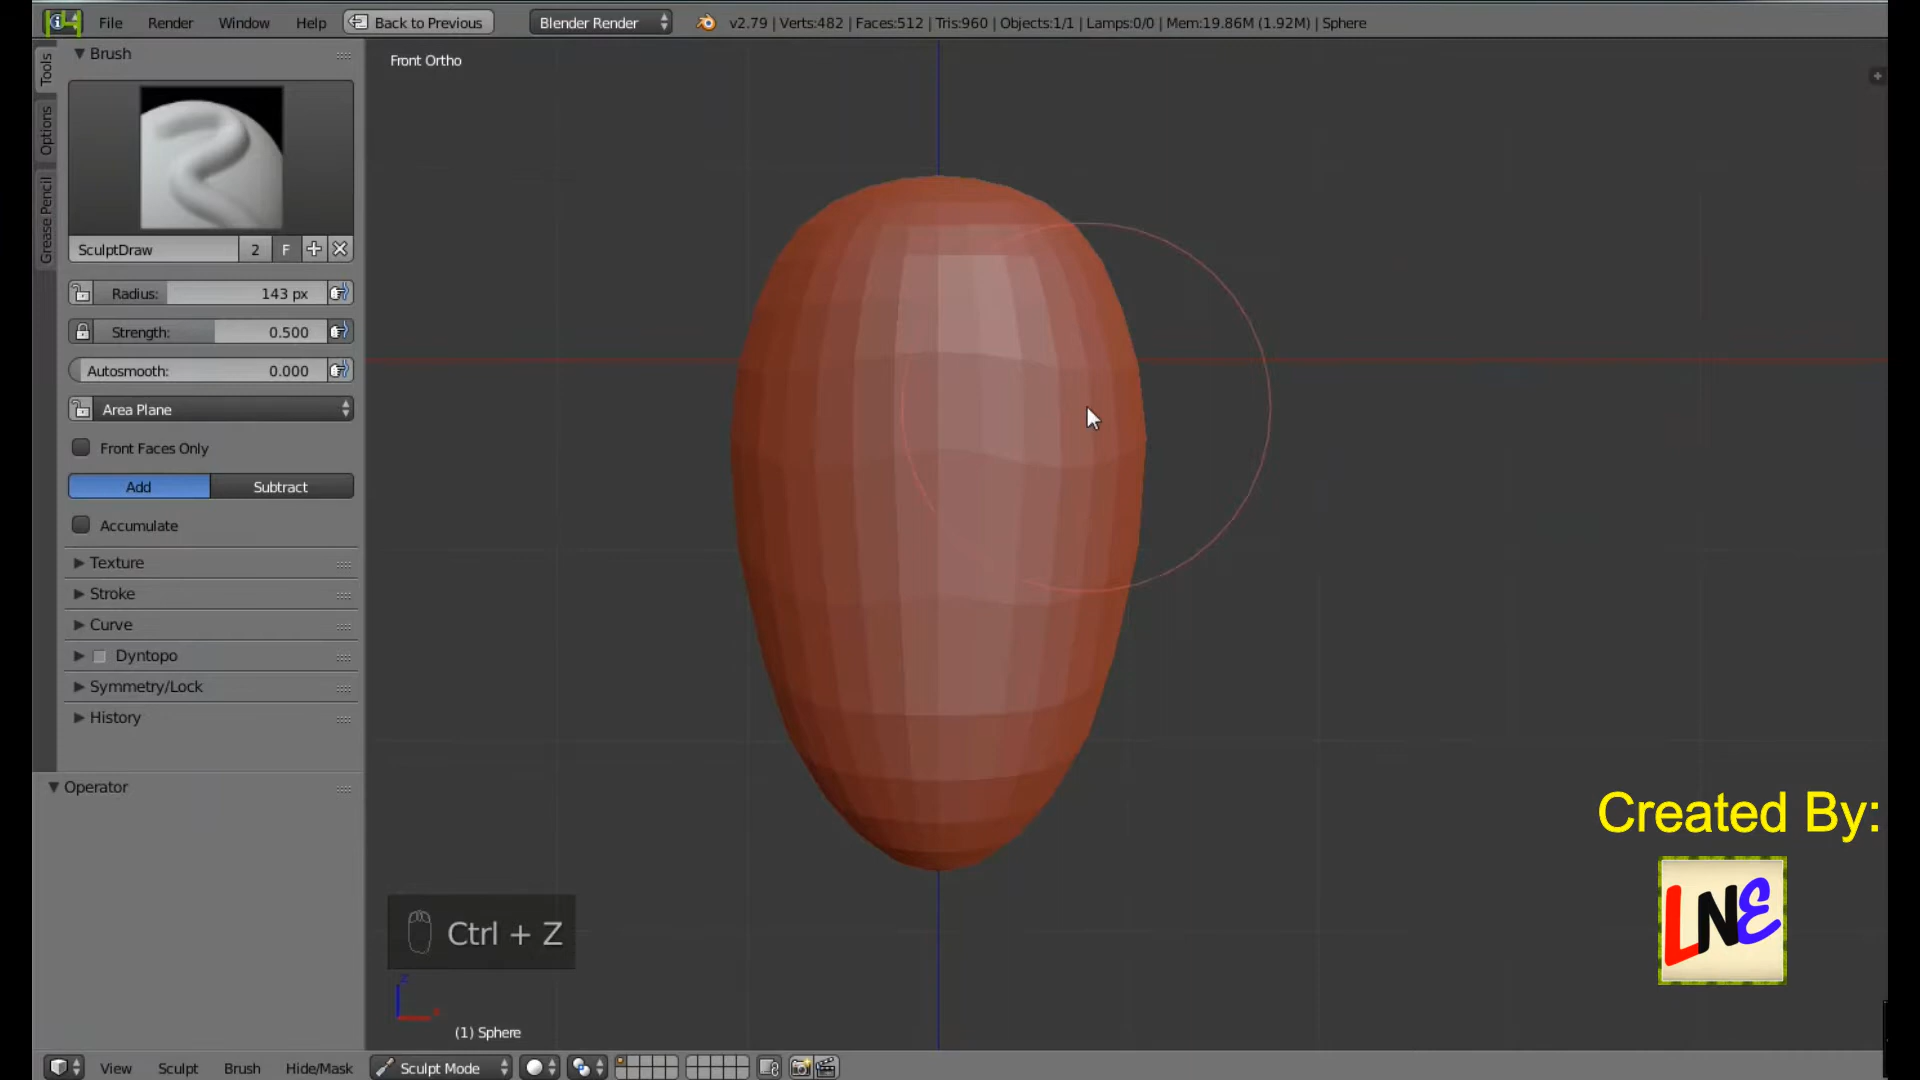 File Render Window Help Back to Previous Blender Render v2.79 | Verts:482 | Faces:512 | Tris:960 | Objects:1/1 | Lamps:0/0 | Mem:19.86M (1.92M) | Sphere
Brush
Front Ortho
Tools
Options
Grease Pencil
SculptDraw 2 F
Radius: 143 px
Strength: 0.500
Autosmooth: 0.000
Area Plane
Front Faces Only
Add Subtract
Accumulate
Texture
Stroke
Curve
Dyntopo
Symmetry/Lock
History
Operator
Created By:
LNE
Ctrl + Z
Z
(1) Sphere
View Sculpt Brush Hide/Mask Sculpt Mode